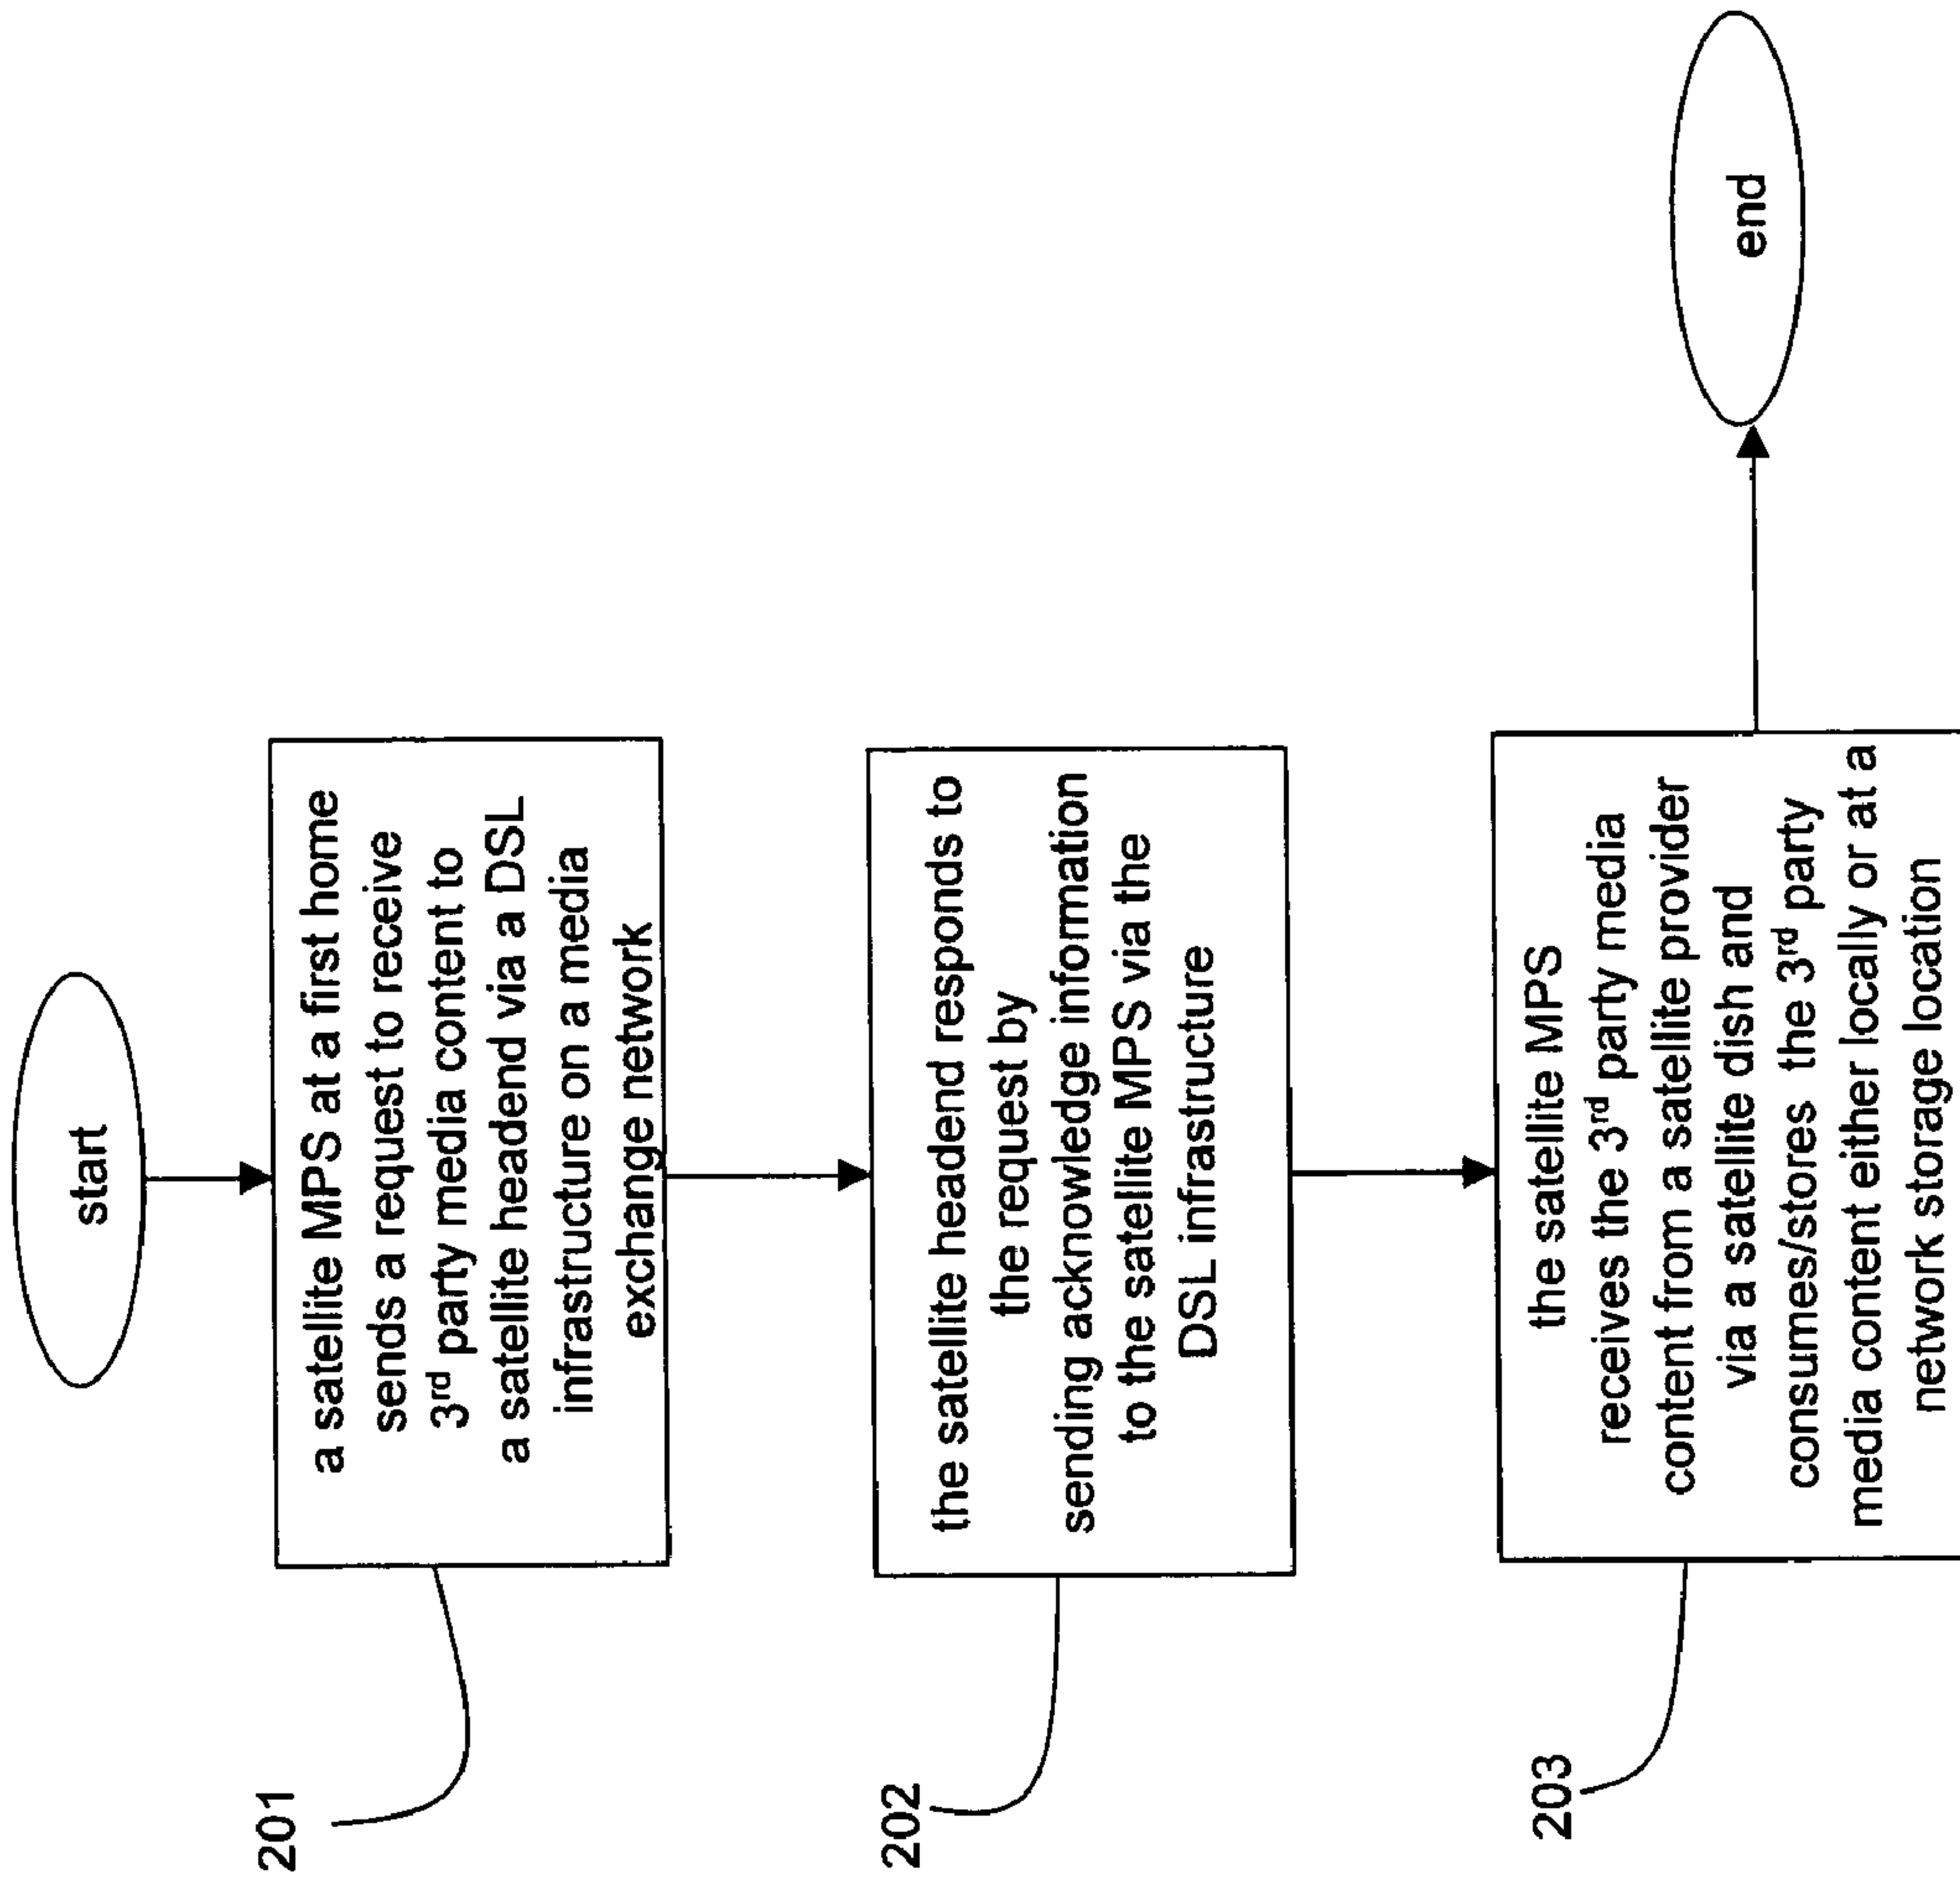 start
201
a satellite MPS at a first home
sends a request to receive
3rd party media content to
a satellite headend via a DSL
infrastructure on a media
exchange network
202
the satellite headend responds to
the request by
sending acknowledge information
to the satellite MPS via the
DSL infrastructure
203
the satellite MPS
receives the 3rd party media
content from a satellite provider
via a satellite dish and
consumes/stores the 3rd party
media content either locally or at a
network storage location
end